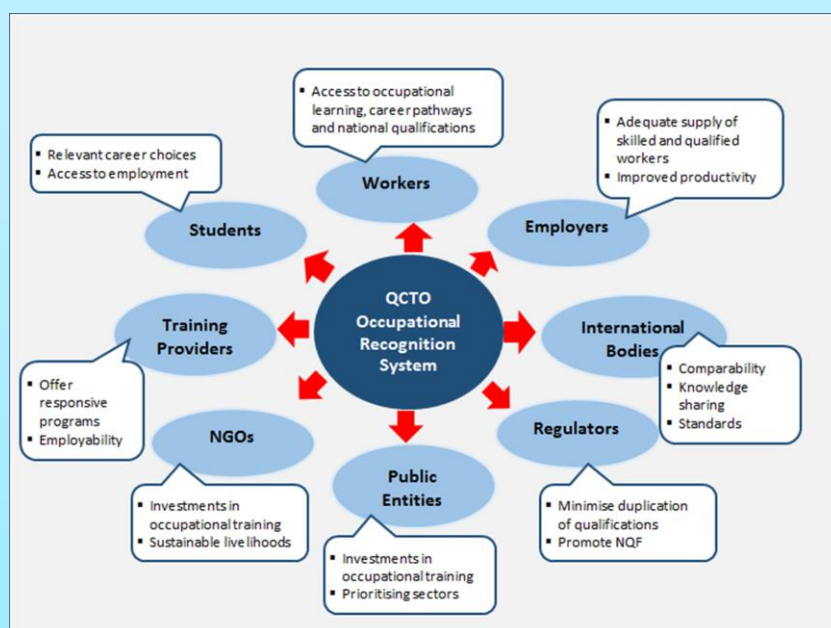 ▪ Access to occupational
learning, career pathways
and national qualifications
Workers
▪ Adequate supply of
skilled and qualified
workers
▪ Improved productivity
Employers
▪ Relevant career choices
▪ Access to employment
Students
QCTO
Occupational
Recognition
System
Training
Providers
▪ Offer
responsive
programs
▪ Employability
International
Bodies
▪ Comparability
▪ Knowledge
sharing
▪ Standards
NGOs
▪ Investments in
occupational training
▪ Sustainable livelihoods
Public
Entities
▪ Investments in
occupational training
▪ Prioritising sectors
Regulators
▪ Minimise duplication
of qualifications
▪ Promote NQF